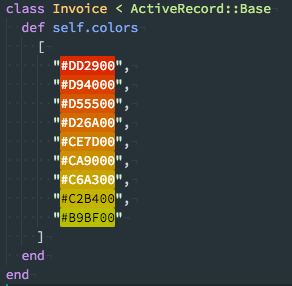 class Invoice < ActiveRecord::Base
def self.colors
[
"#DD2900",
"#D94000",
"#D55500",
"#D26A00",
"#CE7D00",
"#CA9000",
"#C6A300",
"#C2B400",
"#B9BF00",
]
end
end